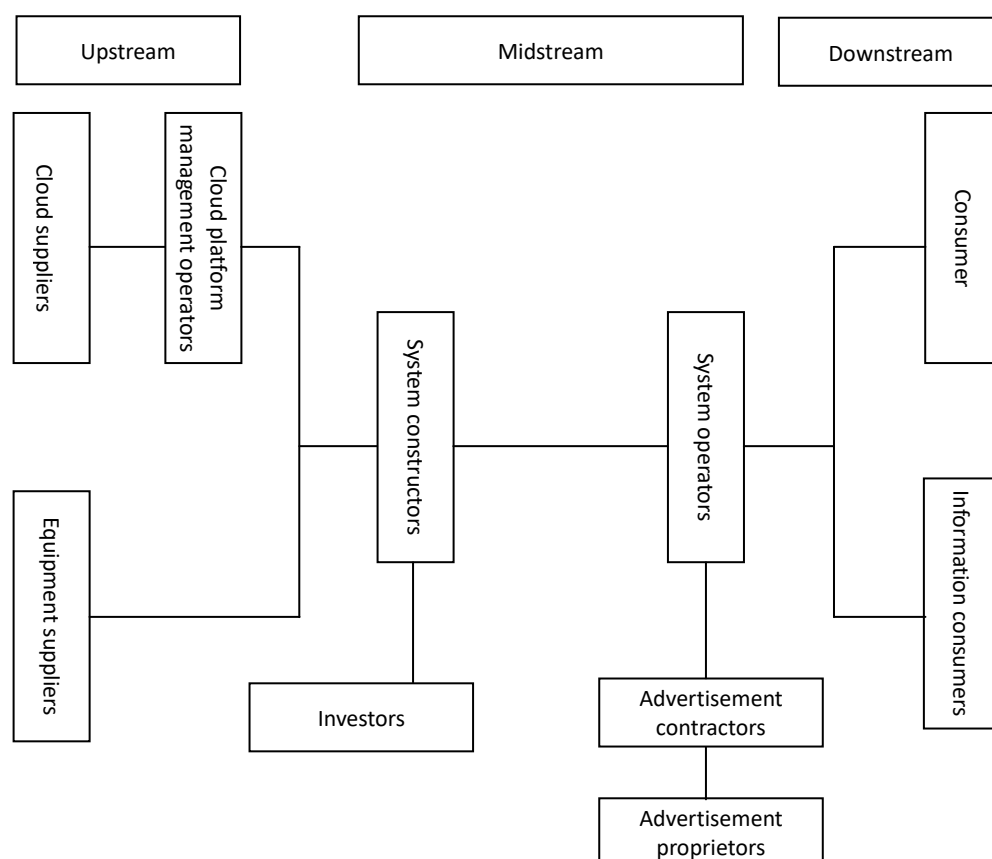 Upstream
Midstream
Downstream
Cloud suppliers
Cloud platform
management operators
Consumer
System constructors
System operators
Equipment suppliers
Information consumers
Investors
Advertisement
contractors
Advertisement
proprietors